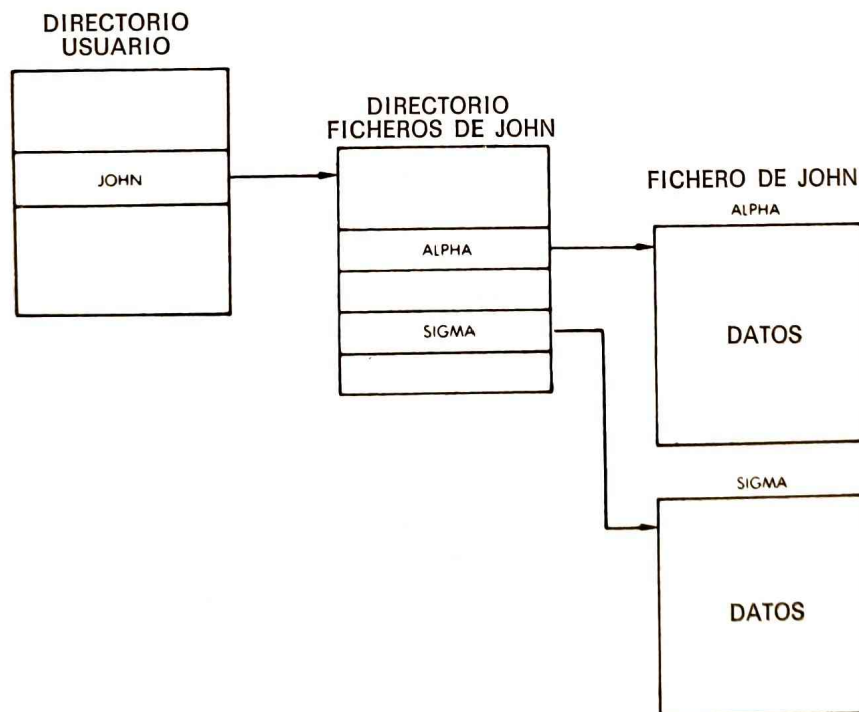 DIRECTORIO
USUARIO
JOHN
DIRECTORIO
FICHEROS DE JOHN
ALPHA
SIGMA
FICHERO DE JOHN
ALPHA
DATOS
SIGMA
DATOS